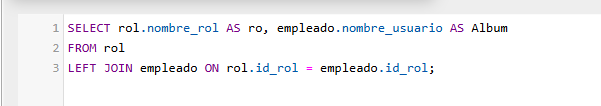 1 SELECT rol.nombre_rol AS ro, empleado.nombre_usuario AS Album
2 FROM rol
3 LEFT JOIN empleado ON rol.id_rol = empleado.id_rol;